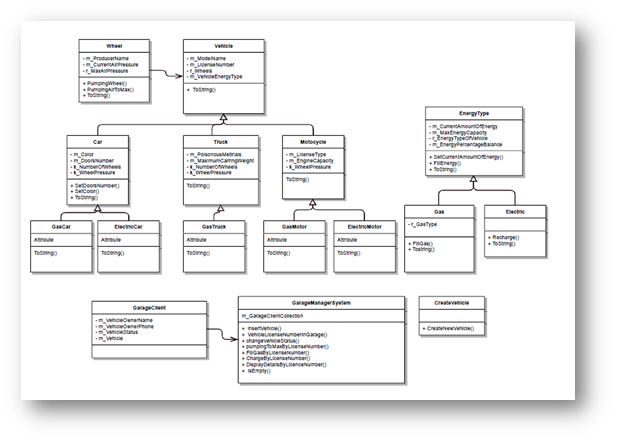 Wheel
- m_ProducerName
- m_CurrentAirPressure
- r_MaxAirPressure
+ PumpingWheel()
+ PumpingAirToMax()
+ ToString()
Vehicle
- m_ModelName
- m_LicenseNumber
- r_Wheels
- m_VehicleEnergyType
+ ToString()
EnergyType
- m_CurrentAmountOfEnergy
- m_MaxEnergyCapacity
- r_EnergyTypeOfVehicle
- m_EnergyPercentageBalance
+ SetCurrentAmountOfEnergy()
+ FillEnergy()
+ ToString()
Car
- m_Color
- m_DoorsNumber
- k_NumberOfWheels
- k_WheelPressure
+ SetDoorsNumber()
+ SetColor()
+ ToString()
Truck
- m_PoisonousMetrials
- m_MaximumCarringWeight
- k_NumberOfWheels
- k_WheelPressure
ToString()
Motocycle
- m_LicenseType
- m_EngineCapacity
- k_WheelPressure
ToString()
GasCar
Attribute
ToString()
ElectricCar
Attribute
ToString()
GasTruck
Attribute
ToString()
GasMotor
Attribute
ToString()
ElectricMotor
Attribute
ToString()
Gas
- r_GasType
+ FillGas()
+ Tostring()
Electric
+ Recharge()
+ ToString()
GarageClient
- m_VehicleOwnerName
- m_VehicleOwnerPhone
- m_VehicleStatus
- m_Vehicle
GarageManagerSystem
m_GarageClientCollection
+ InsertVehicle()
+ VehicleLicenseNumberInGarage()
+ changeVehicleStatus()
+ pumpingToMaxByLicenseNumber()
+ FillGasByLicenseNumber()
+ ChargeByLicenseNumber()
+ DisplayDetailsByLicenceNumber()
+ isEmpty()
CreateVehicle
+ CreateNewVehicle()